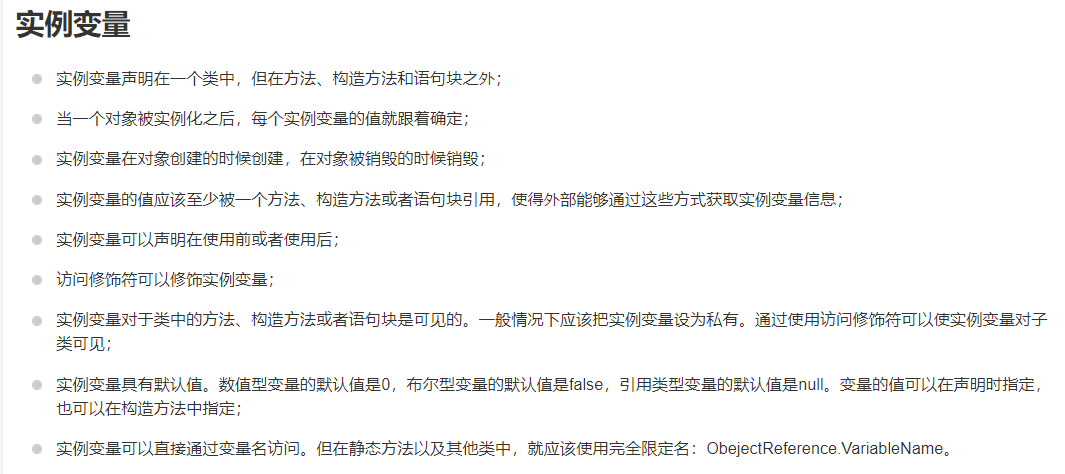 实例变量
实例变量声明在一个类中，但在方法、构造方法和语句块之外；
当一个对象被实例化之后，每个实例变量的值就跟着确定；
实例变量在对象创建的时候创建，在对象被销毁的时候销毁；
实例变量的值应该至少被一个方法、构造方法或者语句块引用，使得外部能够通过这些方式获取实例变量信息；
实例变量可以声明在使用前或者使用后；
访问修饰符可以修饰实例变量；
实例变量对于类中的方法、构造方法或者语句块是可见的。一般情况下应该把实例变量设为私有。通过使用访问修饰符可以使实例变量对子
类可见；
实例变量具有默认值。数值型变量的默认值是0，布尔型变量的默认值是false，引用类型变量的默认值是null。变量的值可以在声明时指定，
也可以在构造方法中指定；
实例变量可以直接通过变量名访问。但在静态方法以及其他类中，就应该使用完全限定名：ObejectReference.VariableName。